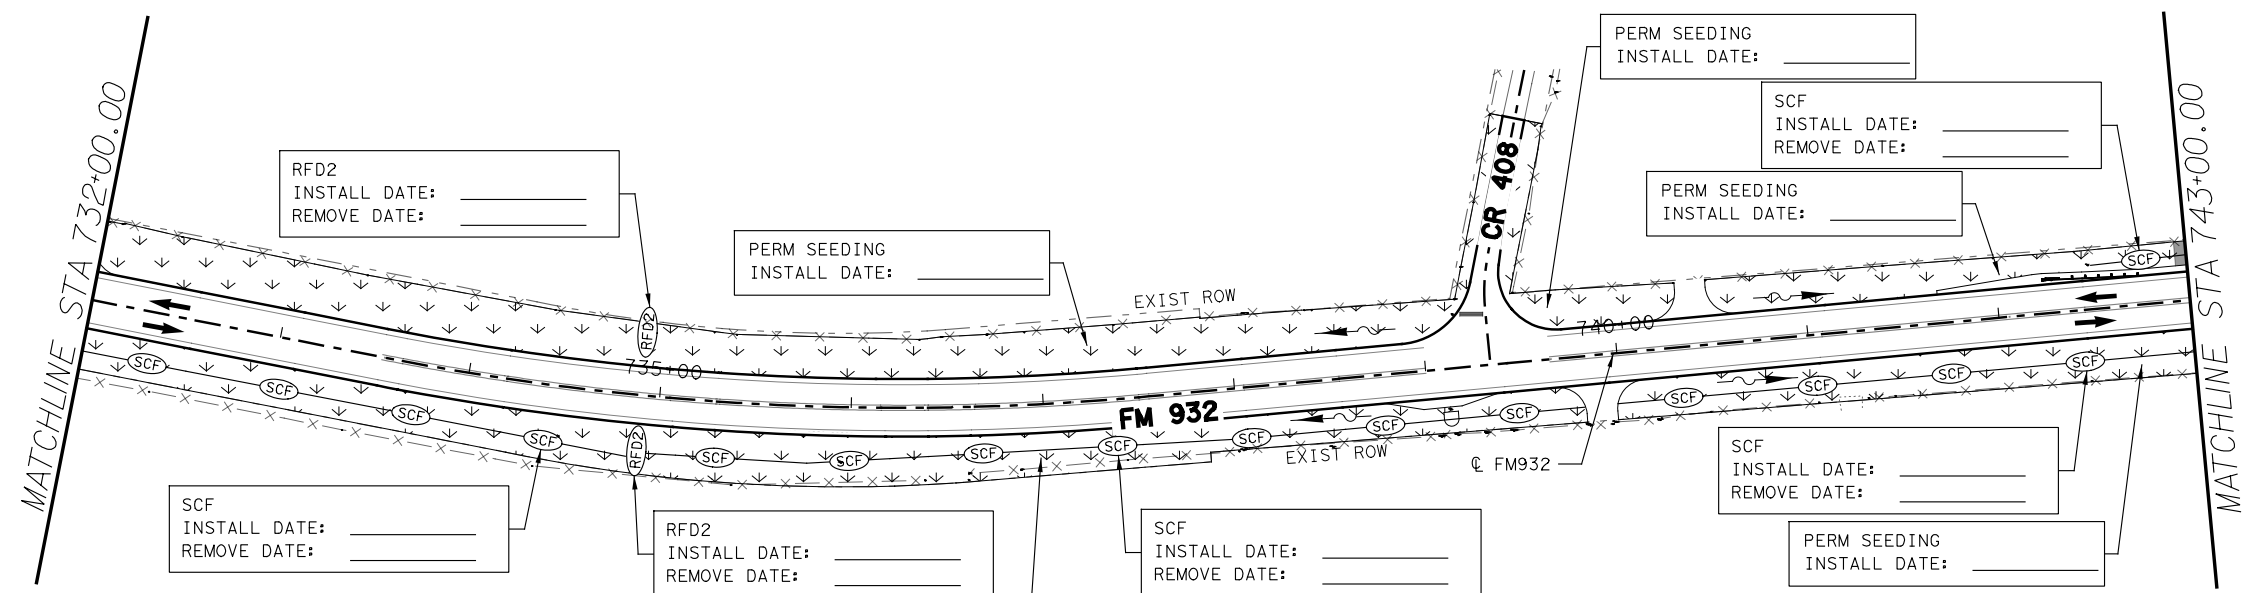 PERM SEEDING
INSTALL DATE:
SCF
INSTALL DATE:
REMOVE DATE:
MATCHLINE STA 732+00.00
MATCHLINE STA 743+00.00
RFD2
INSTALL DATE:
REMOVE DATE:
CR 408
PERM SEEDING
INSTALL DATE:
PERM SEEDING
INSTALL DATE:
SCF
EXIST ROW
RFD2
740+00
735+00
SCF
SCF
SCF
SCF
SCF
SCF
SCF
FM 932
SCF
SCF
SCF
SCF
SCF
RFD2
SCF
SCF
SCF
EXIST ROW
℄ FM932
SCF
INSTALL DATE:
REMOVE DATE:
SCF
INSTALL DATE:
REMOVE DATE:
RFD2
INSTALL DATE:
REMOVE DATE:
SCF
INSTALL DATE:
REMOVE DATE:
PERM SEEDING
INSTALL DATE: